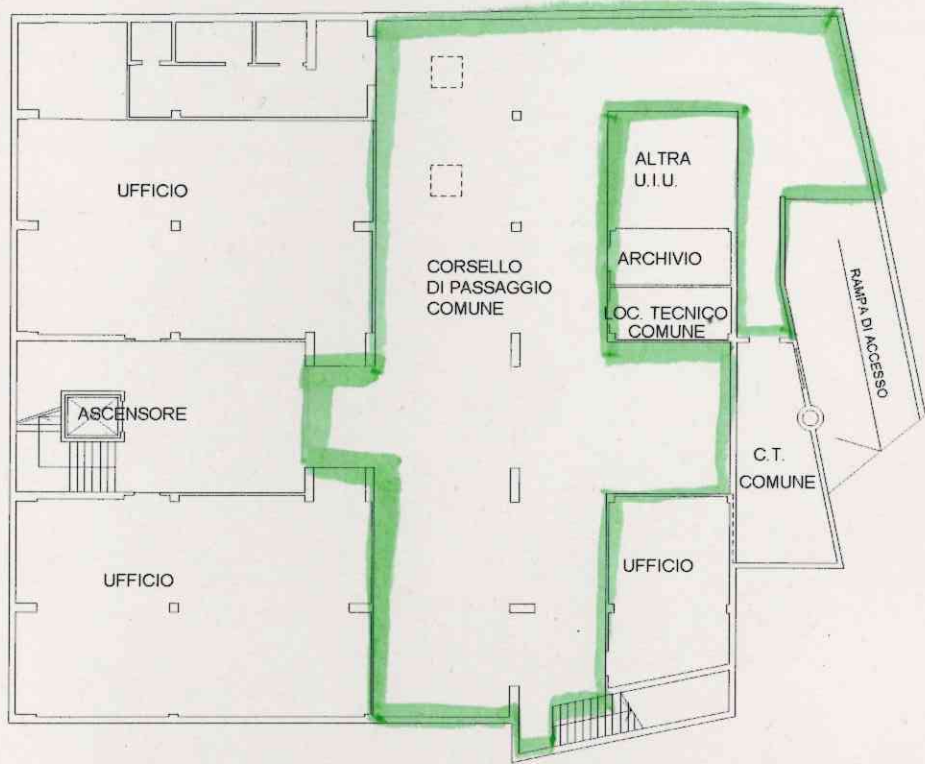 UFFICIO
ALTRA
U.I.U.
ARCHIVIO
LOC. TECNICO
COMUNE
CORSELLO
DI PASSAGGIO
COMUNE
RAMPA DI ACCESSO
ASCENSORE
C.T.
COMUNE
UFFICIO
UFFICIO